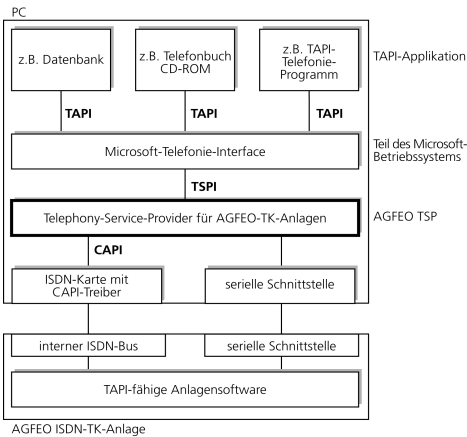 PC
z.B. Datenbank
z.B. Telefonbuch
CD-ROM
z.B. TAPI-
Telefonie-
Programm
TAPI-Applikation
TAPI
TAPI
TAPI
Microsoft-Telefonie-Interface
Teil des Microsoft-
Betriebssystems
TSPI
Telephony-Service-Provider für AGFEO-TK-Anlagen
AGFEO TSP
CAPI
ISDN-Karte mit
CAPI-Treiber
serielle Schnittstelle
interner ISDN-Bus
serielle Schnittstelle
TAPI-fähige Anlagensoftware
AGFEO ISDN-TK-Anlage